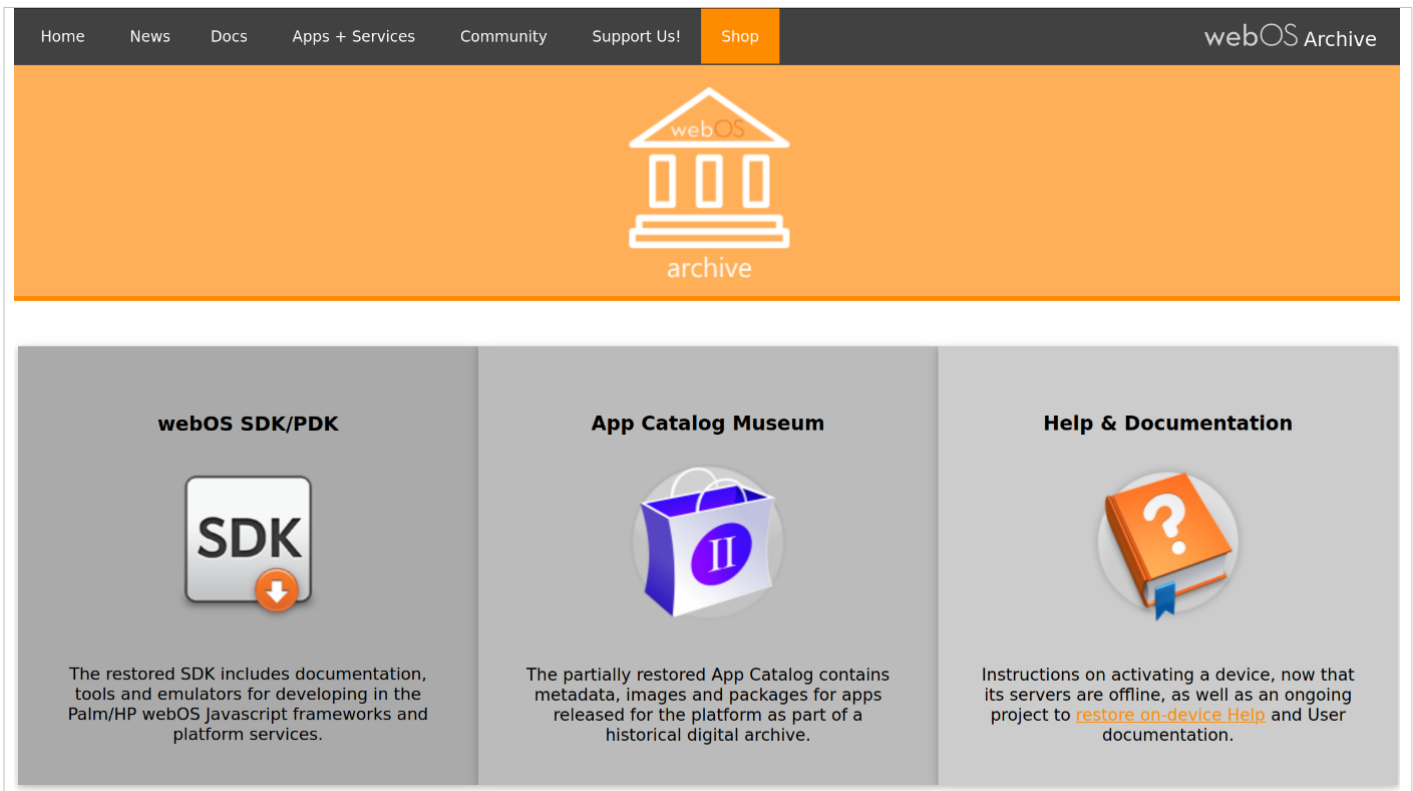 Home News Docs Apps + Services Community Support Us! Shop webOS Archive
webOS
archive
webOS SDK/PDK
SDK
The restored SDK includes documentation,
tools and emulators for developing in the
Palm/HP webOS Javascript frameworks and
platform services.
App Catalog Museum
II
The partially restored App Catalog contains
metadata, images and packages for apps
released for the platform as part of a
historical digital archive.
Help & Documentation
?
Instructions on activating a device, now that
its servers are offline, as well as an ongoing
project to restore on-device Help and User
documentation.